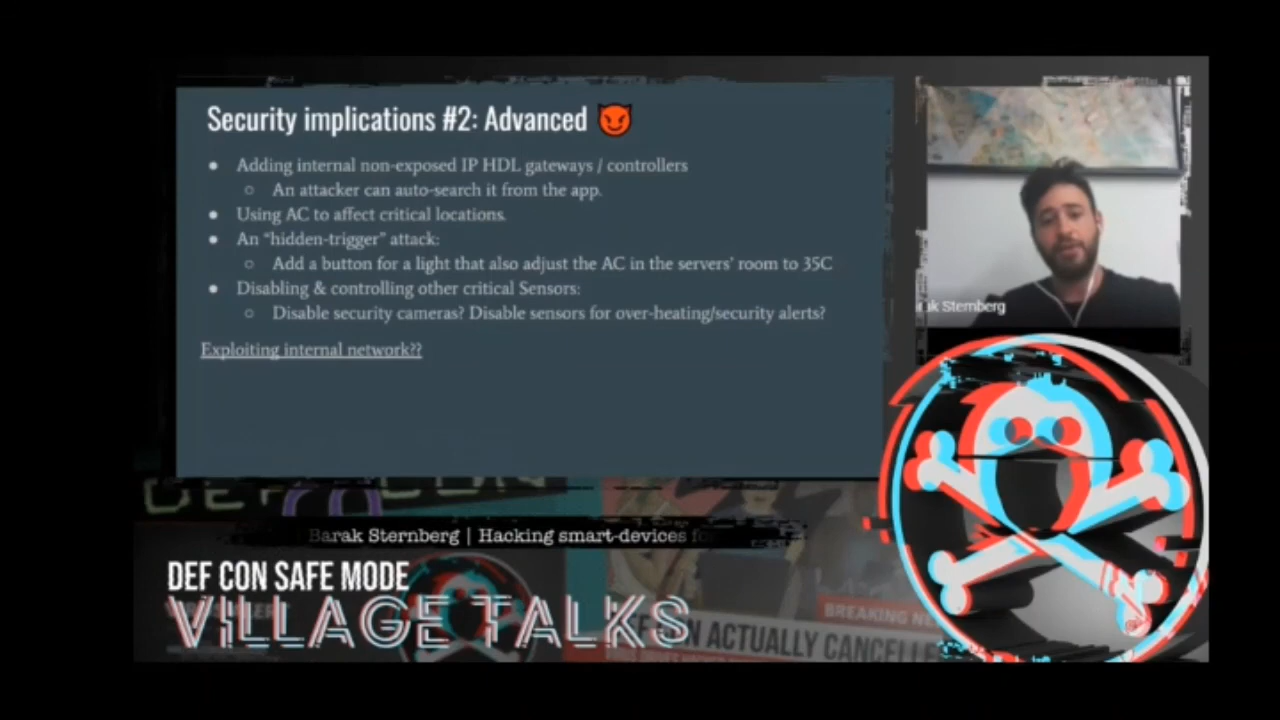 Security implications #2: Advanced
Adding internal non-exposed IP HDL gateways / controllers
An attacker can auto-search it from the app.
Using AC to affect critical locations.
An “hidden-trigger” attack:
Add a button for a light that also adjust the AC in the servers’ room to 35C
Disabling & controlling other critical Sensors:
Disable security cameras? Disable sensors for over-heating/security alerts?
Exploiting internal network??
Sternberg
DEF CON
Barak Sternberg | Hacking smart-devices fo
DEF CON SAFE MODE
VILLAGE TALKS
BREAKING NE
CON ACTUALLY CANCELLE